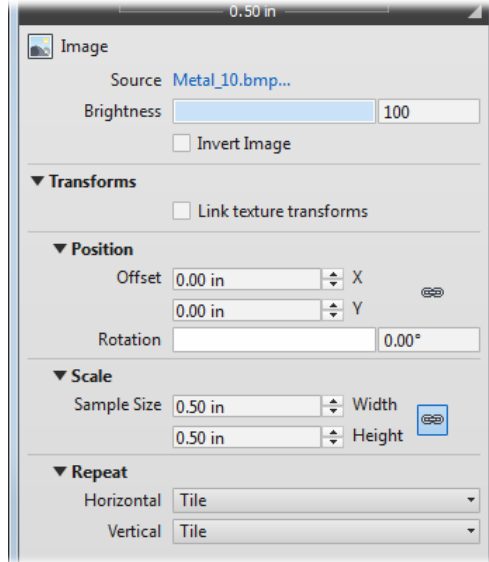 0.50 in
Image
Source Metal_10.bmp...
Brightness 100
Invert Image
Transforms
Link texture transforms
Position
Offset 0.00 in X
0.00 in Y
Rotation 0.00°
Scale
Sample Size 0.50 in Width
0.50 in Height
Repeat
Horizontal Tile
Vertical Tile